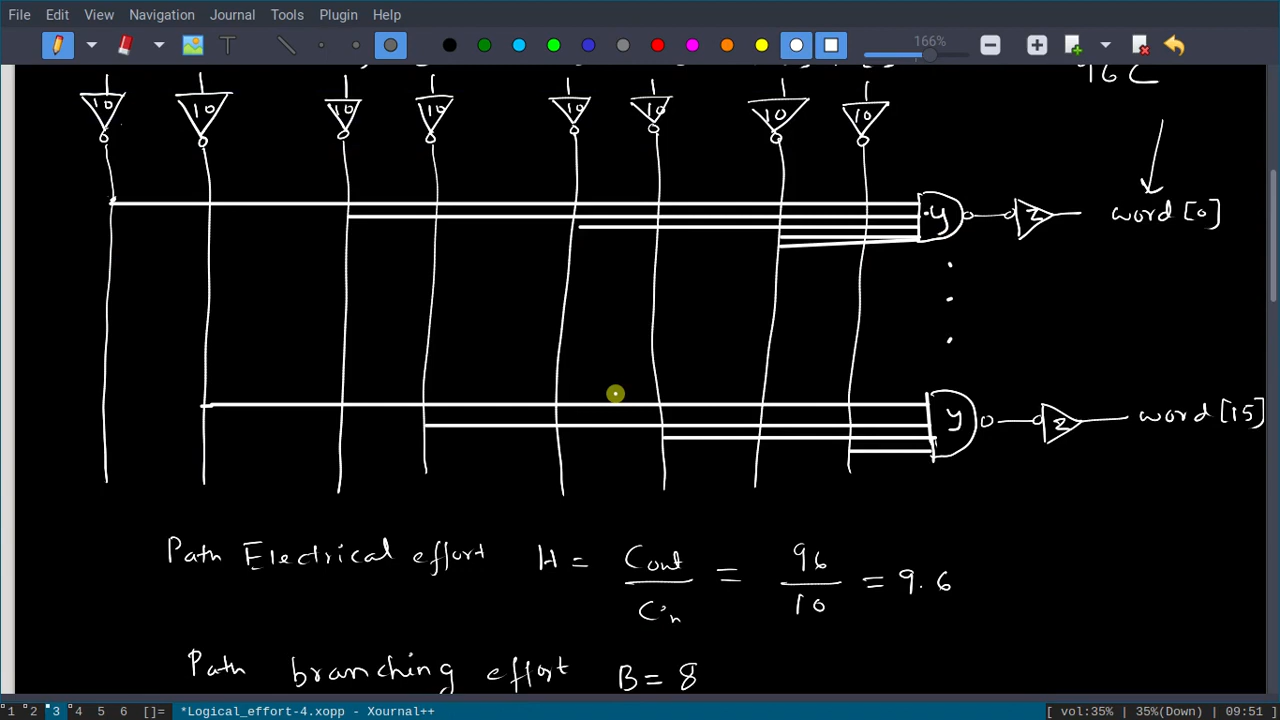 File Edit View Navigation Journal Tools Plugin Help
166%
96 C
10 10 10 10 10 10 10 10
y z word [0]
y z word [15]
Path Electrical effort H = Cout / Cin = 96 / 10 = 9.6
Path branching effort B = 8
1 2 3 4 5 6 []= *Logical_effort-4.xopp - Xournal++ [ vol:35% | 35%(Down) | 09:51 ]